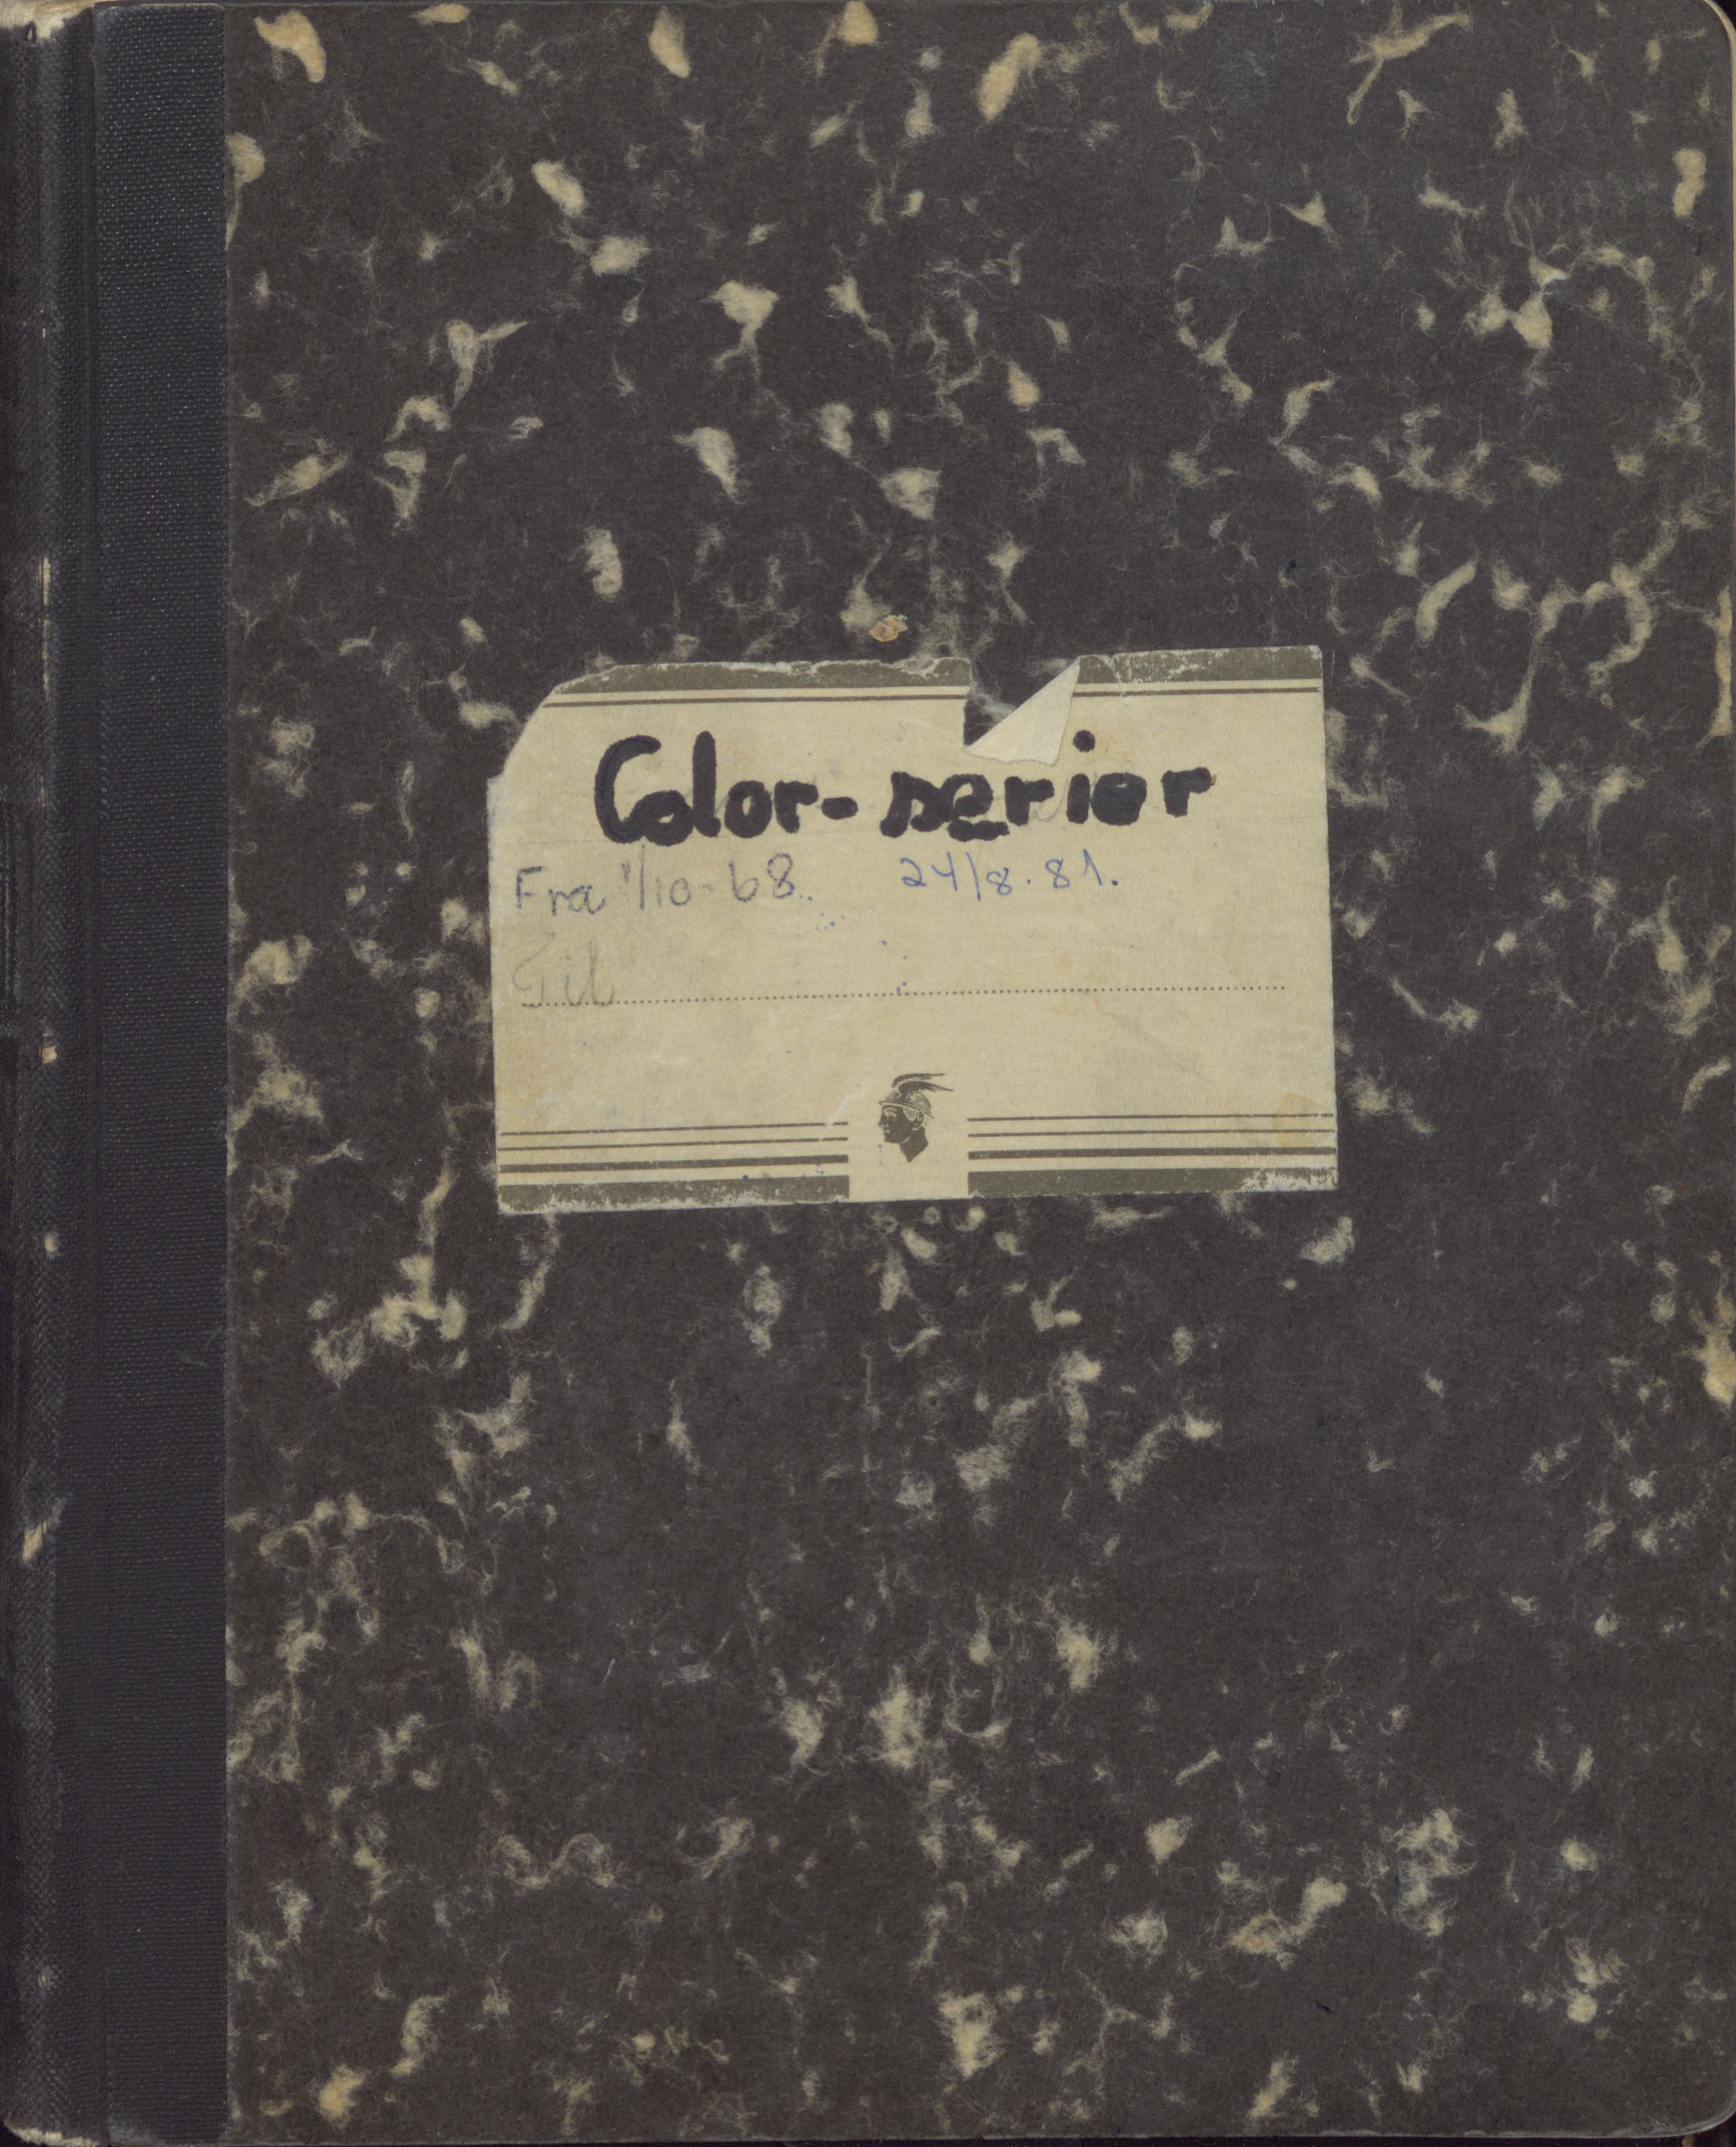 Color-serier
Fra 1/10-68. 24/8.81.
Til